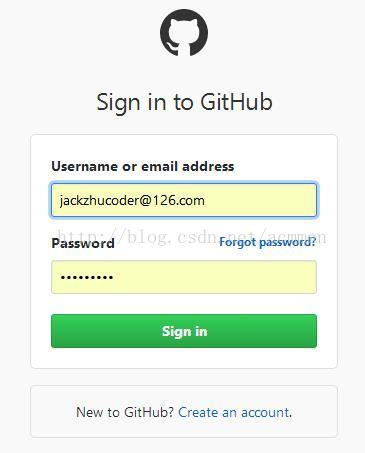 Sign in to GitHub
Username or email address
jackzhucoder@126.com
http://blog.csdn.net/acmmmn
Password Forgot password?
•••••••••
Sign in
New to GitHub? Create an account.